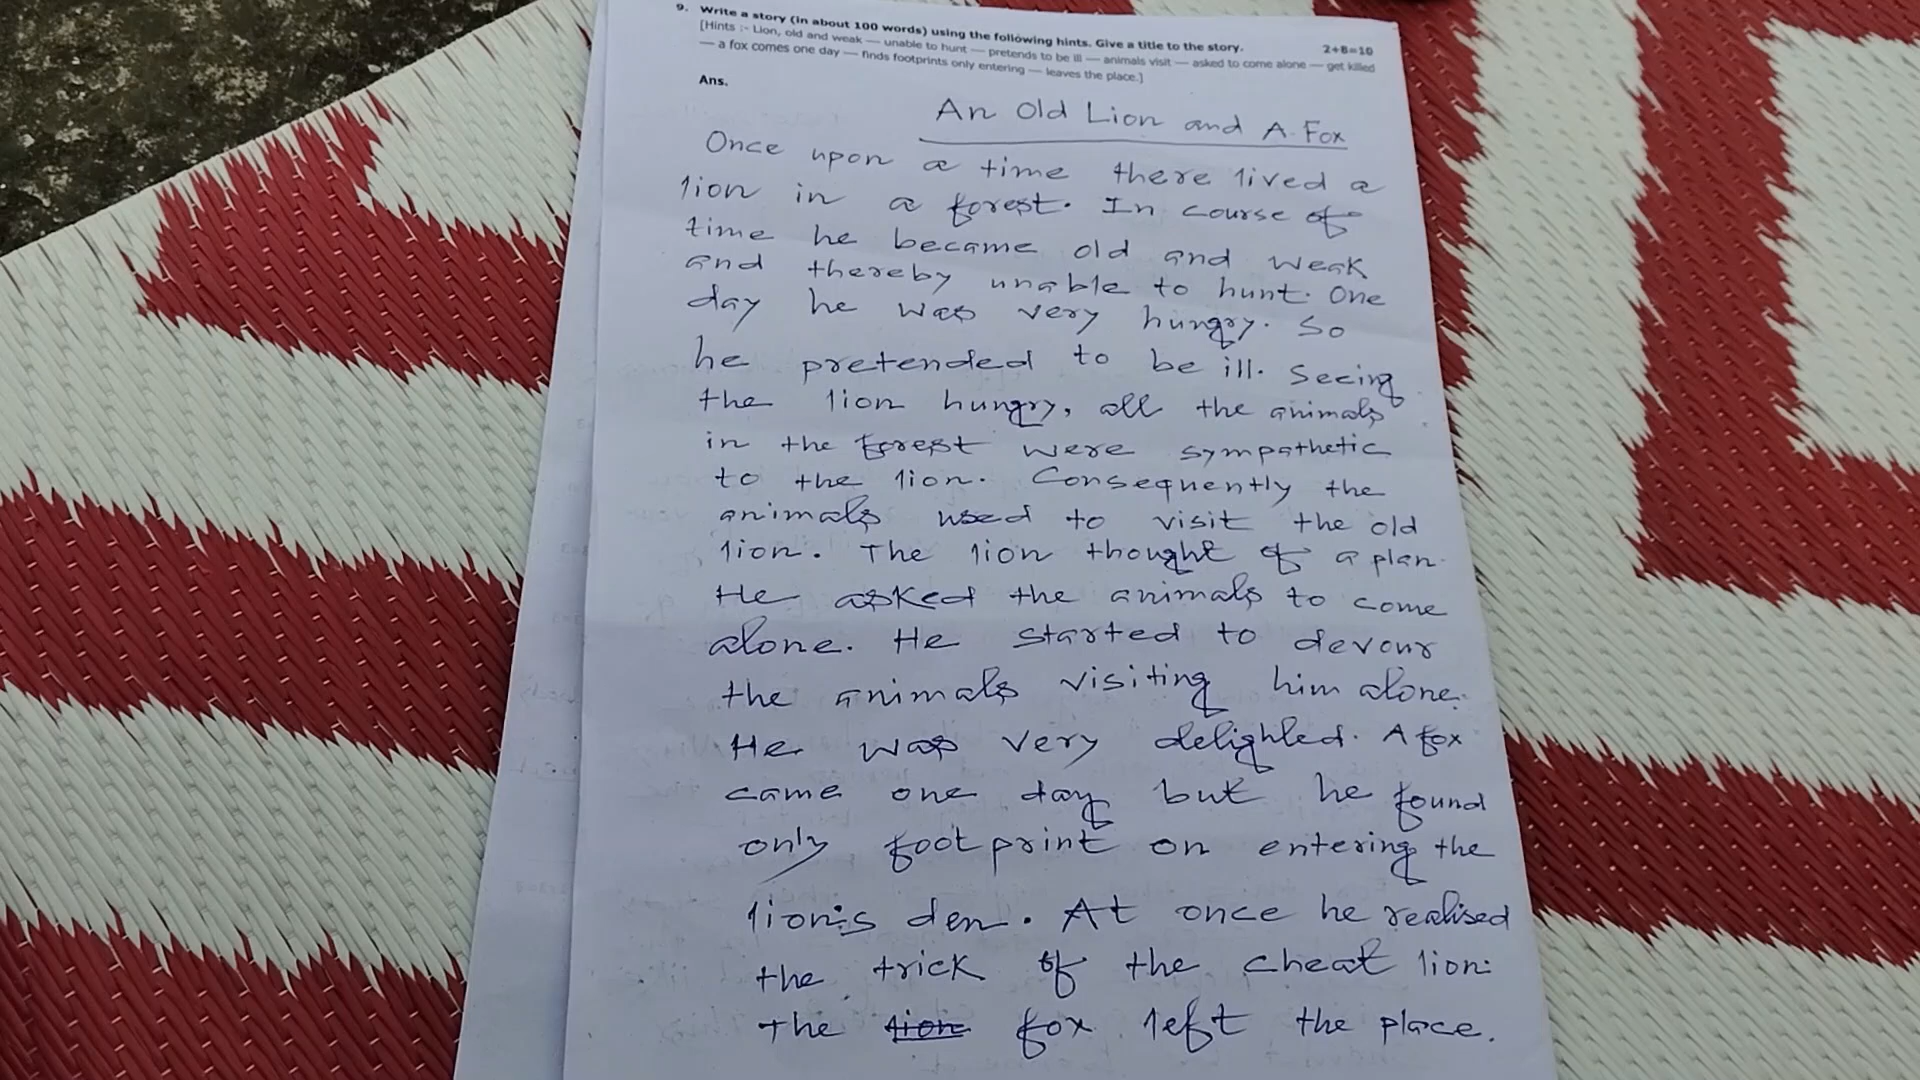 9. Write a story (in about 100 words) using the following hints. Give a title to the story. 2+8=10
[Hints :- Lion, old and weak — unable to hunt — pretends to be ill — animals visit — asked to come alone — get killed
— a fox comes one day — finds footprints only entering — leaves the place.]
Ans.
An Old Lion and A Fox
Once upon a time there lived a
lion in a forest. In course of
time he became old and weak
and thereby unable to hunt. One
day he was very hungry. So
he pretended to be ill. Seeing
the lion hungry, all the animals
in the forest were sympathetic
to the lion. Consequently the
animals used to visit the old
lion. The lion thought of a plan.
He asked the animals to come
alone. He started to devour
the animals visiting him alone.
He was very delighted. A fox
came one day but he found
only foot print on entering the
lion's den. At once he realised
the trick of the cheat lion.
The lion fox left the place.